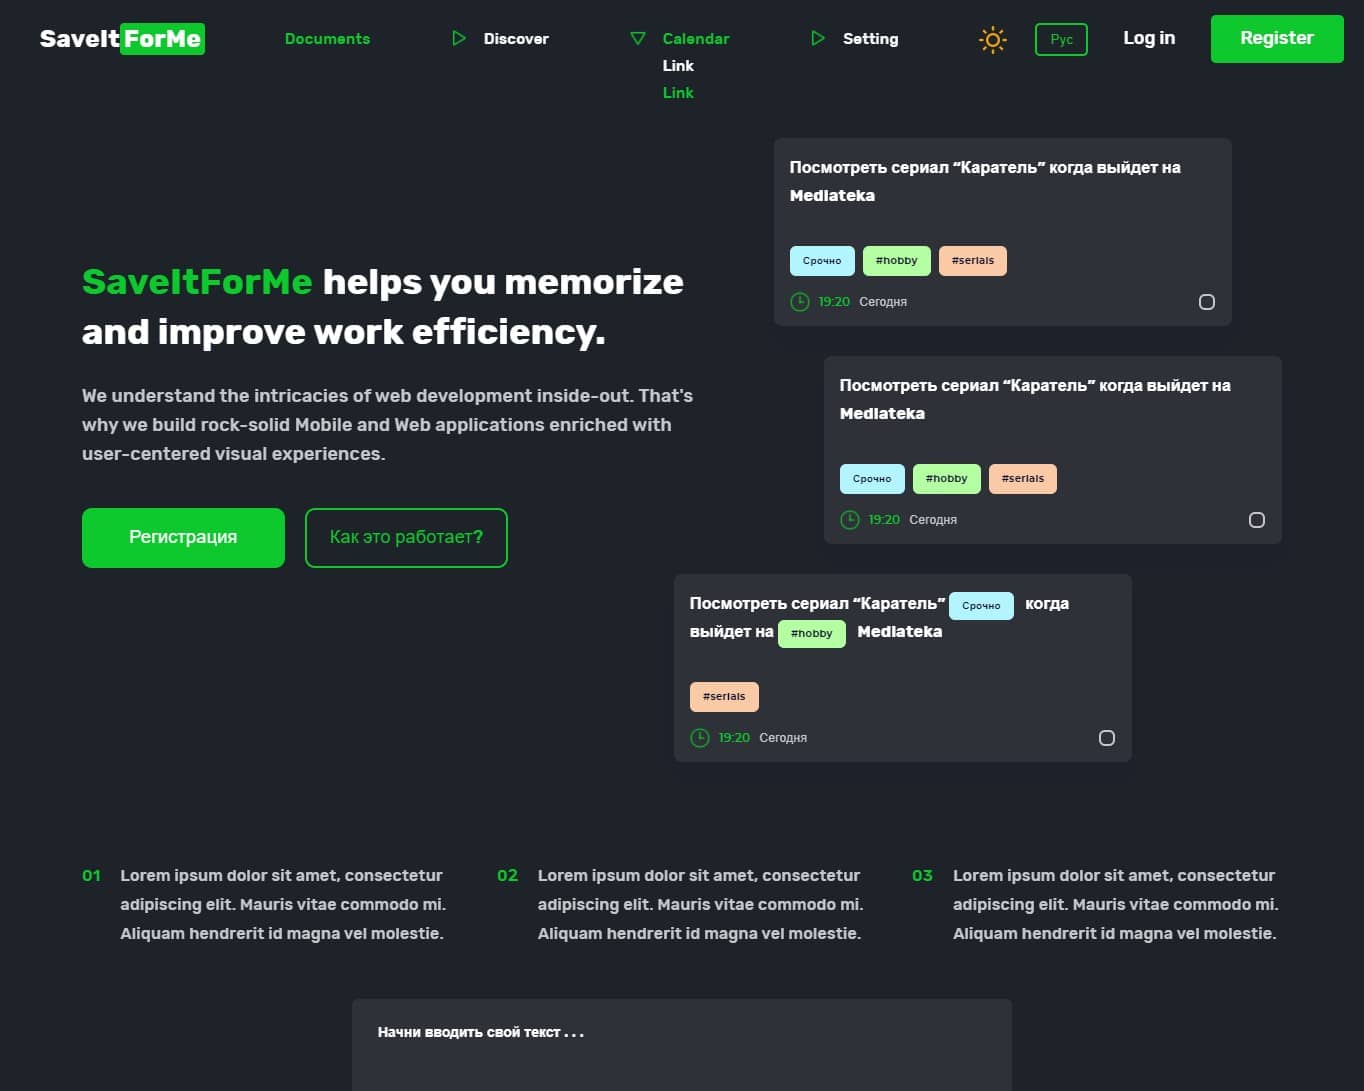 SaveItForMe
Documents
Discover
Calendar
Link
Link
Setting
Рус
Log in
Register
Посмотреть сериал “Каратель” когда выйдет на
Mediateka
Срочно #hobby #serials
19:20 Сегодня
SaveItForMe helps you memorize
and improve work efficiency.
We understand the intricacies of web development inside-out. That's
why we build rock-solid Mobile and Web applications enriched with
user-centered visual experiences.
Регистрация
Как это работает?
Посмотреть сериал “Каратель” когда выйдет на
Mediateka
Срочно #hobby #serials
19:20 Сегодня
Посмотреть сериал “Каратель” Срочно когда
выйдет на #hobby Mediateka
#serials
19:20 Сегодня
01 Lorem ipsum dolor sit amet, consectetur
adipiscing elit. Mauris vitae commodo mi.
Aliquam hendrerit id magna vel molestie.
02 Lorem ipsum dolor sit amet, consectetur
adipiscing elit. Mauris vitae commodo mi.
Aliquam hendrerit id magna vel molestie.
03 Lorem ipsum dolor sit amet, consectetur
adipiscing elit. Mauris vitae commodo mi.
Aliquam hendrerit id magna vel molestie.
Начни вводить свой текст . . .